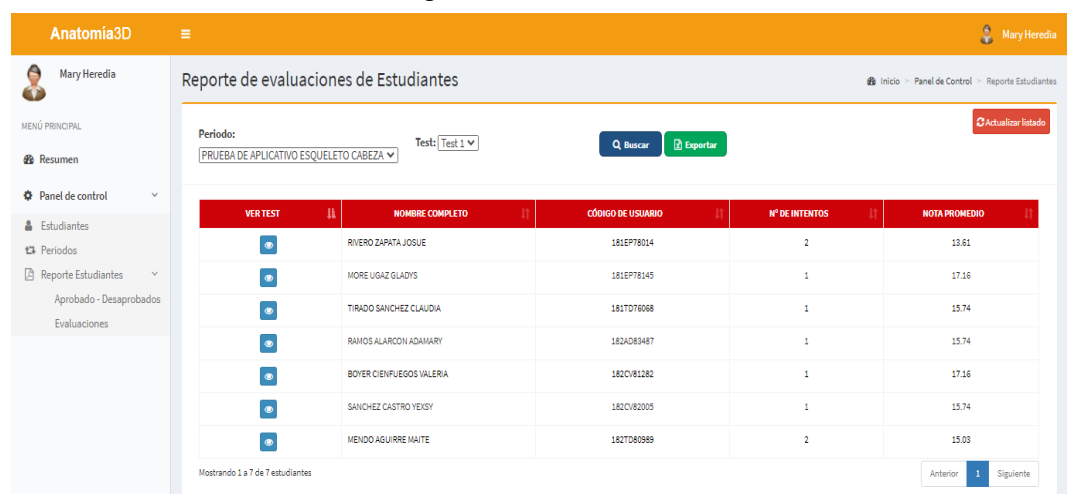 Anatomía3D
Mary Heredia
Mary Heredia
Reporte de evaluaciones de Estudiantes
Inicio > Panel de Control > Reporte Estudiantes
MENÚ PRINCIPAL
Resumen
Panel de control
Estudiantes
Periodos
Reporte Estudiantes
Aprobado - Desaprobados
Evaluaciones
Actualizar listado
Periodo:
PRUEBA DE APLICATIVO ESQUELETO CABEZA
Test: Test 1
Buscar
Exportar
VER TEST NOMBRE COMPLETO CÓDIGO DE USUARIO N° DE INTENTOS NOTA PROMEDIO
RIVERO ZAPATA JOSUE 181EP78014 2 13.61
MORE UGAZ GLADYS 181EP78145 1 17.16
TIRADO SANCHEZ CLAUDIA 181TD76068 1 15.74
RAMOS ALARCON ADAMARY 182AD83487 1 15.74
BOYER CIENFUEGOS VALERIA 182CV81282 1 17.16
SANCHEZ CASTRO YEXSY 182CV82005 1 15.74
MENDO AGUIRRE MAITE 182TD80989 2 15.03
Mostrando 1 a 7 de 7 estudiantes
Anterior 1 Siguiente